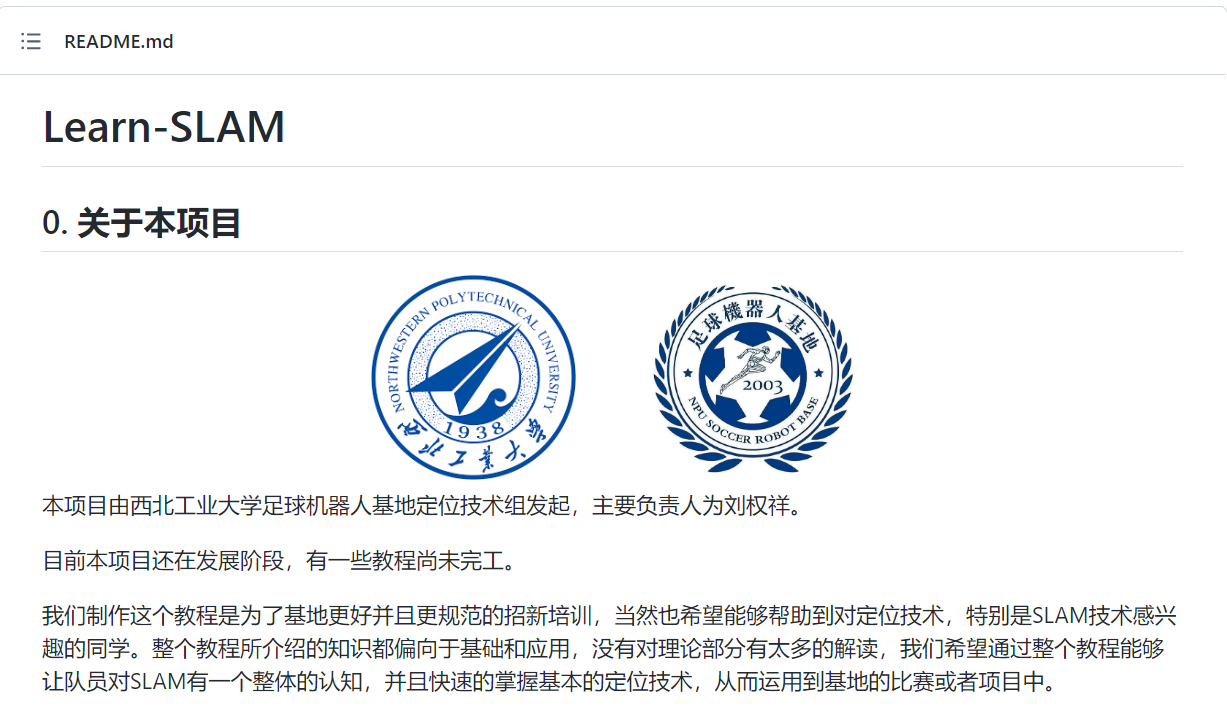 README.md
Learn-SLAM
0. 关于本项目
NORTHWESTERN POLYTECHNICAL UNIVERSITY
1938
西北工业大学
足球機器人基地
2003
NPU SOCCER ROBOT BASE
本项目由西北工业大学足球机器人基地定位技术组发起，主要负责人为刘权祥。
目前本项目还在发展阶段，有一些教程尚未完工。
我们制作这个教程是为了基地更好并且更规范的招新培训，当然也希望能够帮助到对定位技术，特别是SLAM技术感兴
趣的同学。整个教程所介绍的知识都偏向于基础和应用，没有对理论部分有太多的解读，我们希望通过整个教程能够
让队员对SLAM有一个整体的认知，并且快速的掌握基本的定位技术，从而运用到基地的比赛或者项目中。